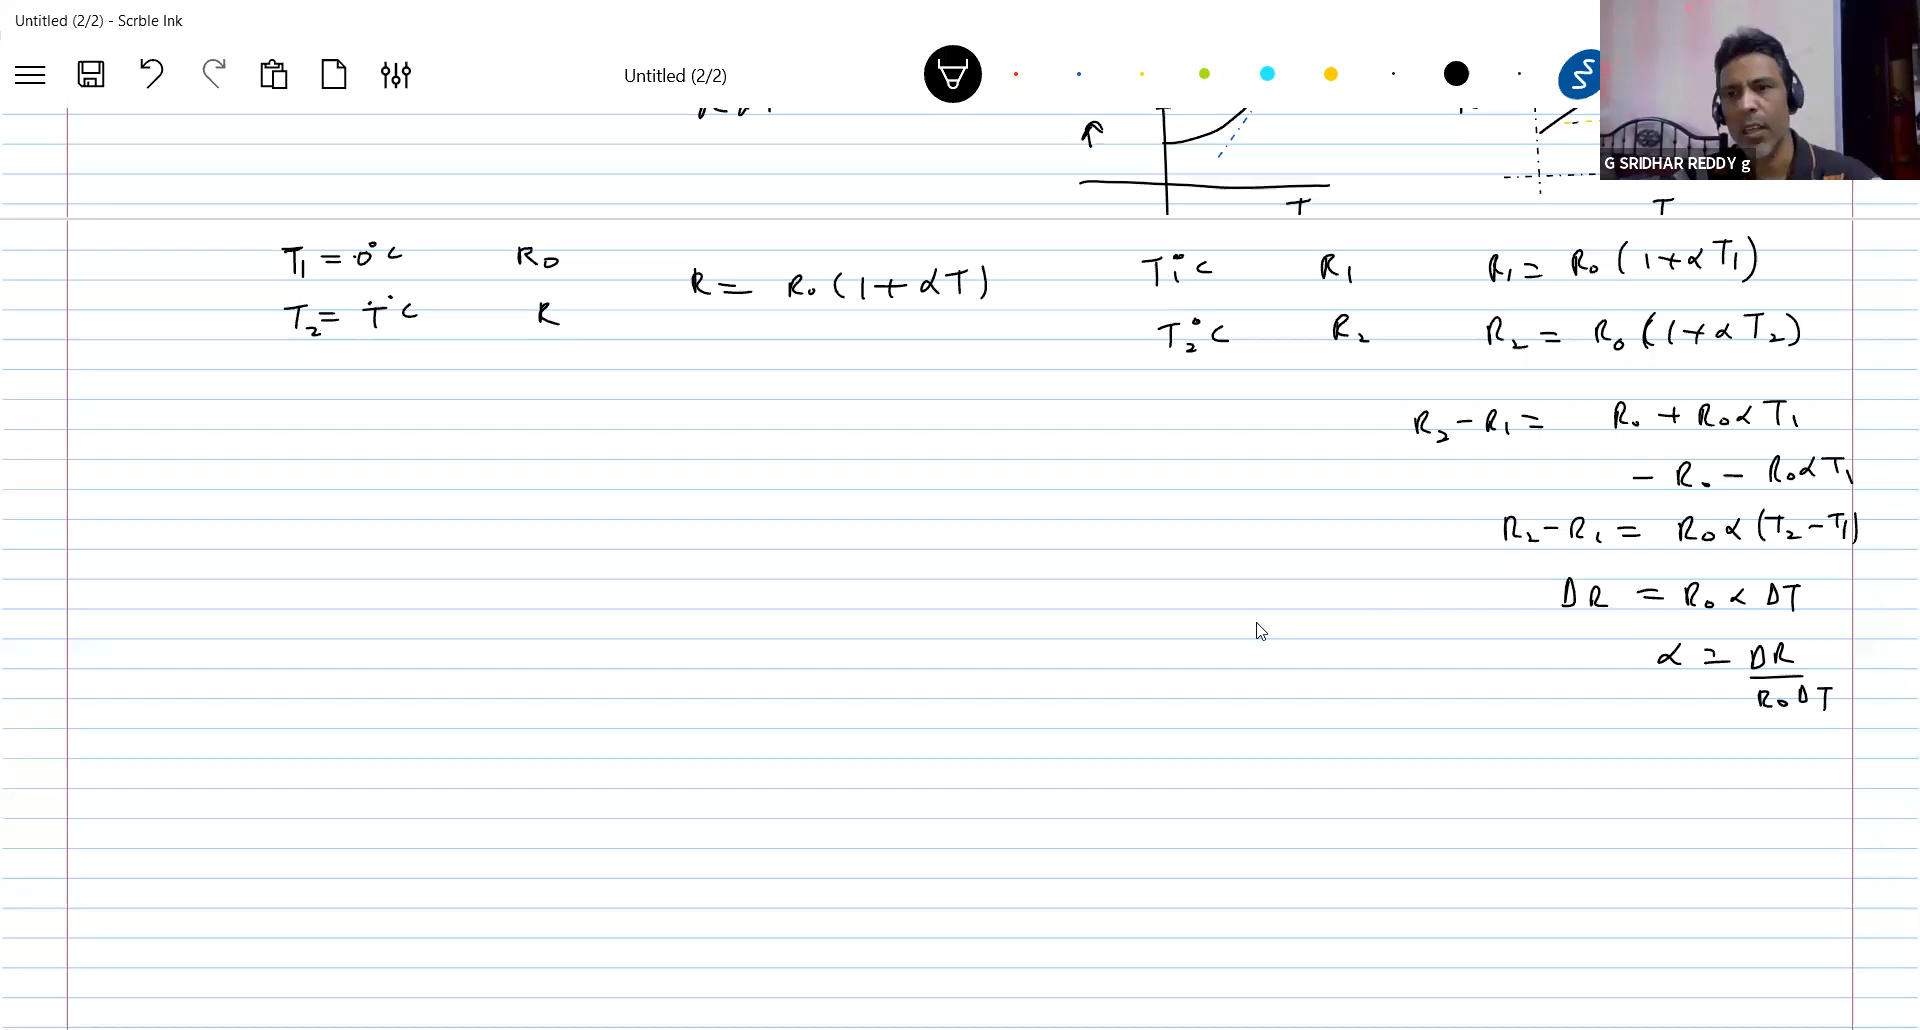 Untitled (2/2) - Scrble Ink
Untitled (2/2)
G SRIDHAR REDDY g
T
T
T₁ = 0°C R₀
T₂ = T°C R
R = R₀ (1 + αT)
T₁°C R₁ R₁ = R₀ (1 + αT₁)
T₂°C R₂ R₂ = R₀ (1 + αT₂)
R₂ - R₁ = R₀ + R₀αT₁
- R₀ - R₀αT₁
R₂ - R₁ = R₀α (T₂ - T₁)
ΔR = R₀ α ΔT
α = ΔR
R₀ΔT